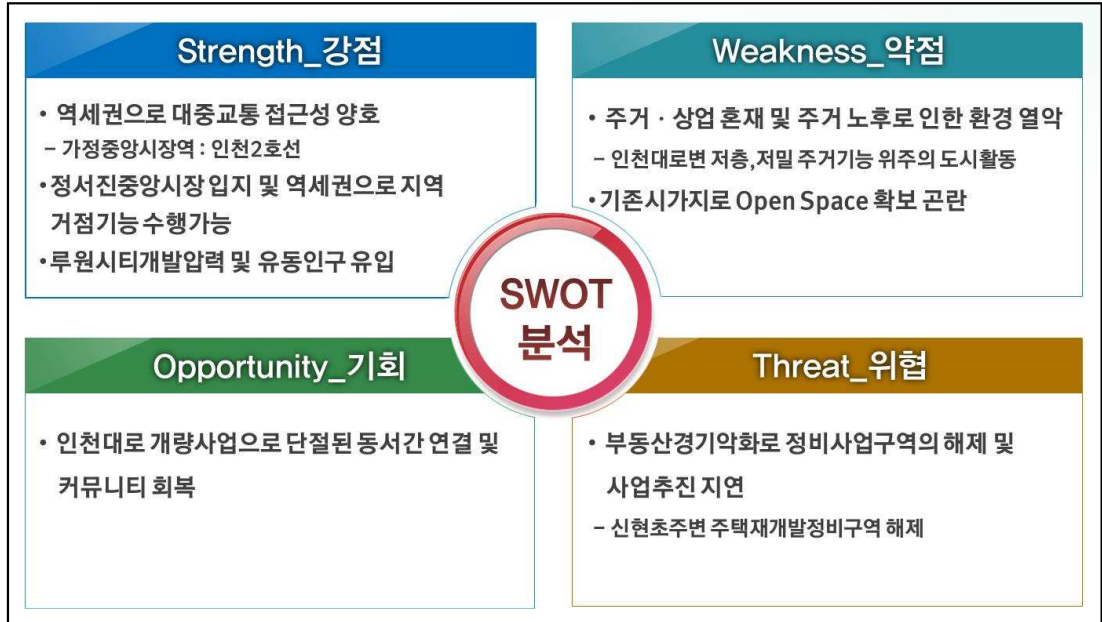 Strength_강점
• 역세권으로 대중교통 접근성 양호
– 가정중앙시장역 : 인천2호선
•정서진중앙시장 입지 및 역세권으로 지역
거점기능 수행가능
•루원시티개발압력 및 유동인구 유입
Weakness_약점
• 주거 · 상업 혼재 및 주거 노후로 인한 환경 열악
– 인천대로변 저층,저밀 주거기능 위주의 도시활동
•기존시가지로 Open Space 확보 곤란
SWOT
분석
Opportunity_기회
• 인천대로 개량사업으로 단절된 동서간 연결 및
커뮤니티 회복
Threat_위협
• 부동산경기악화로 정비사업구역의 해제 및
사업추진 지연
– 신현초주변 주택재개발정비구역 해제